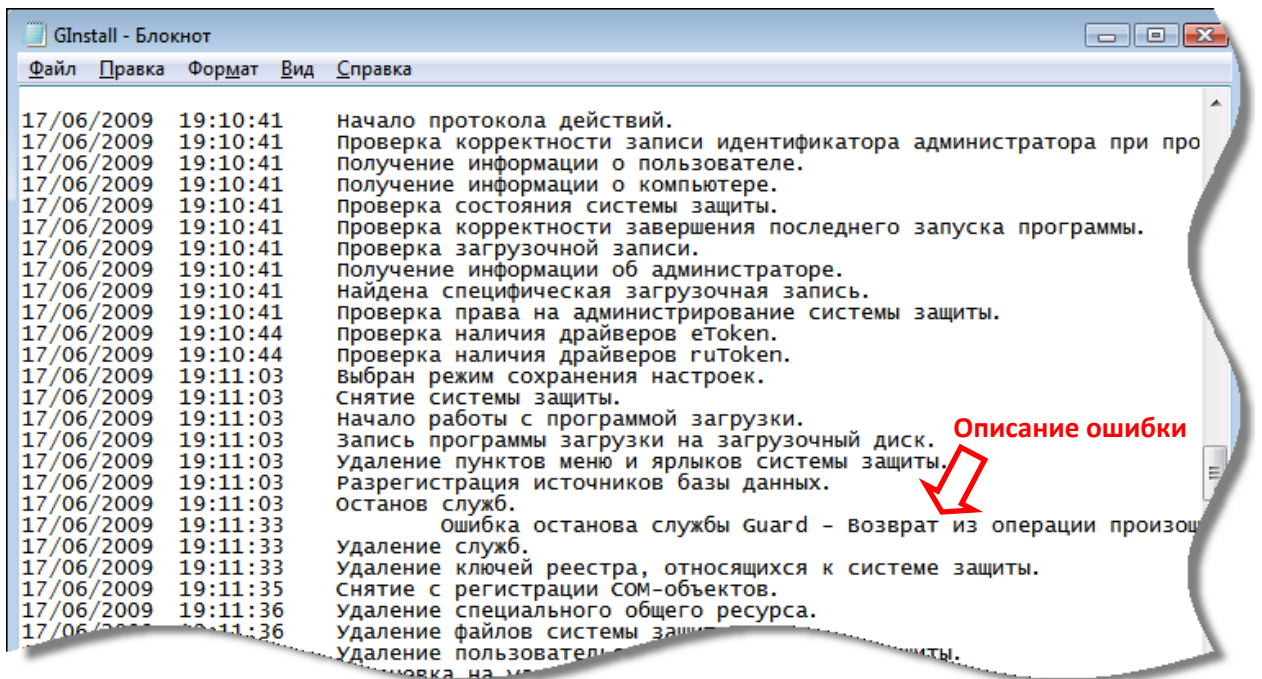 GInstall - Блокнот
Файл Правка Формат Вид Справка
17/06/2009 19:10:41 Начало протокола действий.
17/06/2009 19:10:41 Проверка корректности записи идентификатора администратора при про
17/06/2009 19:10:41 Получение информации о пользователе.
17/06/2009 19:10:41 Получение информации о компьютере.
17/06/2009 19:10:41 Проверка состояния системы защиты.
17/06/2009 19:10:41 Проверка корректности завершения последнего запуска программы.
17/06/2009 19:10:41 Проверка загрузочной записи.
17/06/2009 19:10:41 Получение информации об администраторе.
17/06/2009 19:10:41 Найдена специфическая загрузочная запись.
17/06/2009 19:10:41 Проверка права на администрирование системы защиты.
17/06/2009 19:10:44 Проверка наличия драйверов eToken.
17/06/2009 19:10:44 Проверка наличия драйверов ruToken.
17/06/2009 19:11:03 Выбран режим сохранения настроек.
17/06/2009 19:11:03 Снятие системы защиты.
17/06/2009 19:11:03 Начало работы с программой загрузки.
17/06/2009 19:11:03 Запись программы загрузки на загрузочный диск.
Описание ошибки
17/06/2009 19:11:03 Удаление пунктов меню и ярлыков системы защиты.
17/06/2009 19:11:03 Разрегистрация источников базы данных.
17/06/2009 19:11:03 Останов служб.
17/06/2009 19:11:33 Ошибка останова службы Guard - Возврат из операции произош
17/06/2009 19:11:33 Удаление служб.
17/06/2009 19:11:33 Удаление ключей реестра, относящихся к системе защиты.
17/06/2009 19:11:35 Снятие с регистрации COM-объектов.
17/06/2009 19:11:36 Удаление специального общего ресурса.
17/06 11:36 Удаление файлов системы
Удаление
на